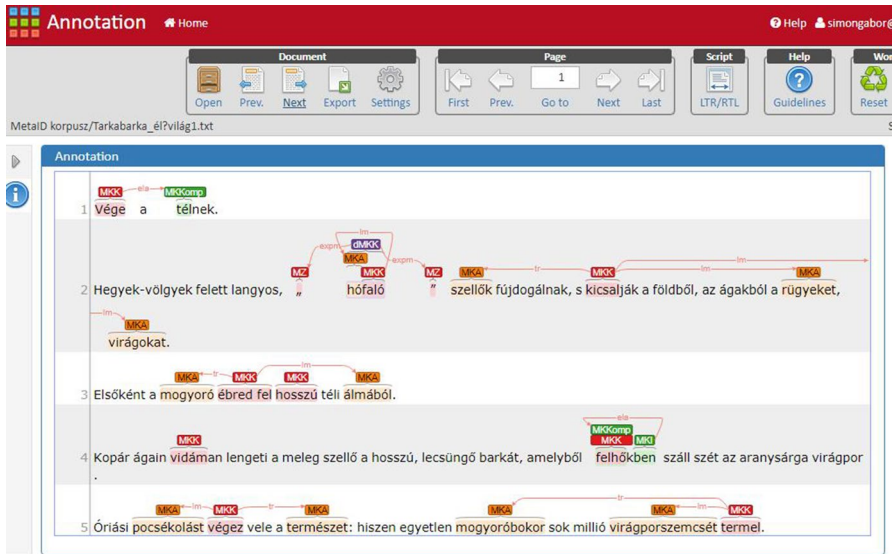 Annotation Home Help simongabor@
Document Page Script Help Wor
1
Open Prev. Next Export Settings First Prev. Go to Next Last LTR/RTL Guidelines Reset
MetaID korpusz/Tarkabarka_él?világ1.txt S
Annotation
MKK ela MKKomp
1 Vége a télnek.
lm
expm dMKK expm
MKA
MZ MKK MZ MKA tr MKK lm lm MKA
2 Hegyek-völgyek felett langyos, „ hófaló " szellők fújdogálnak, s kicsalják a földből, az ágakból a rügyeket,
lm MKA
virágokat.
lm
MKA tr MKK MKK MKA
3 Elsőként a mogyoró ébred fel hosszú téli álmából.
ela
MKKomp
MKK MKK MKI
4 Kopár ágain vidáman lengeti a meleg szellő a hosszú, lecsüngő barkát, amelyből felhőkben száll szét az aranysárga virágpor
.
tr
MKA lm MKK tr MKA MKA MKA lm MKK
5 Óriási pocsékolást végez vele a természet: hiszen egyetlen mogyoróbokor sok millió virágporszemcsét termel.